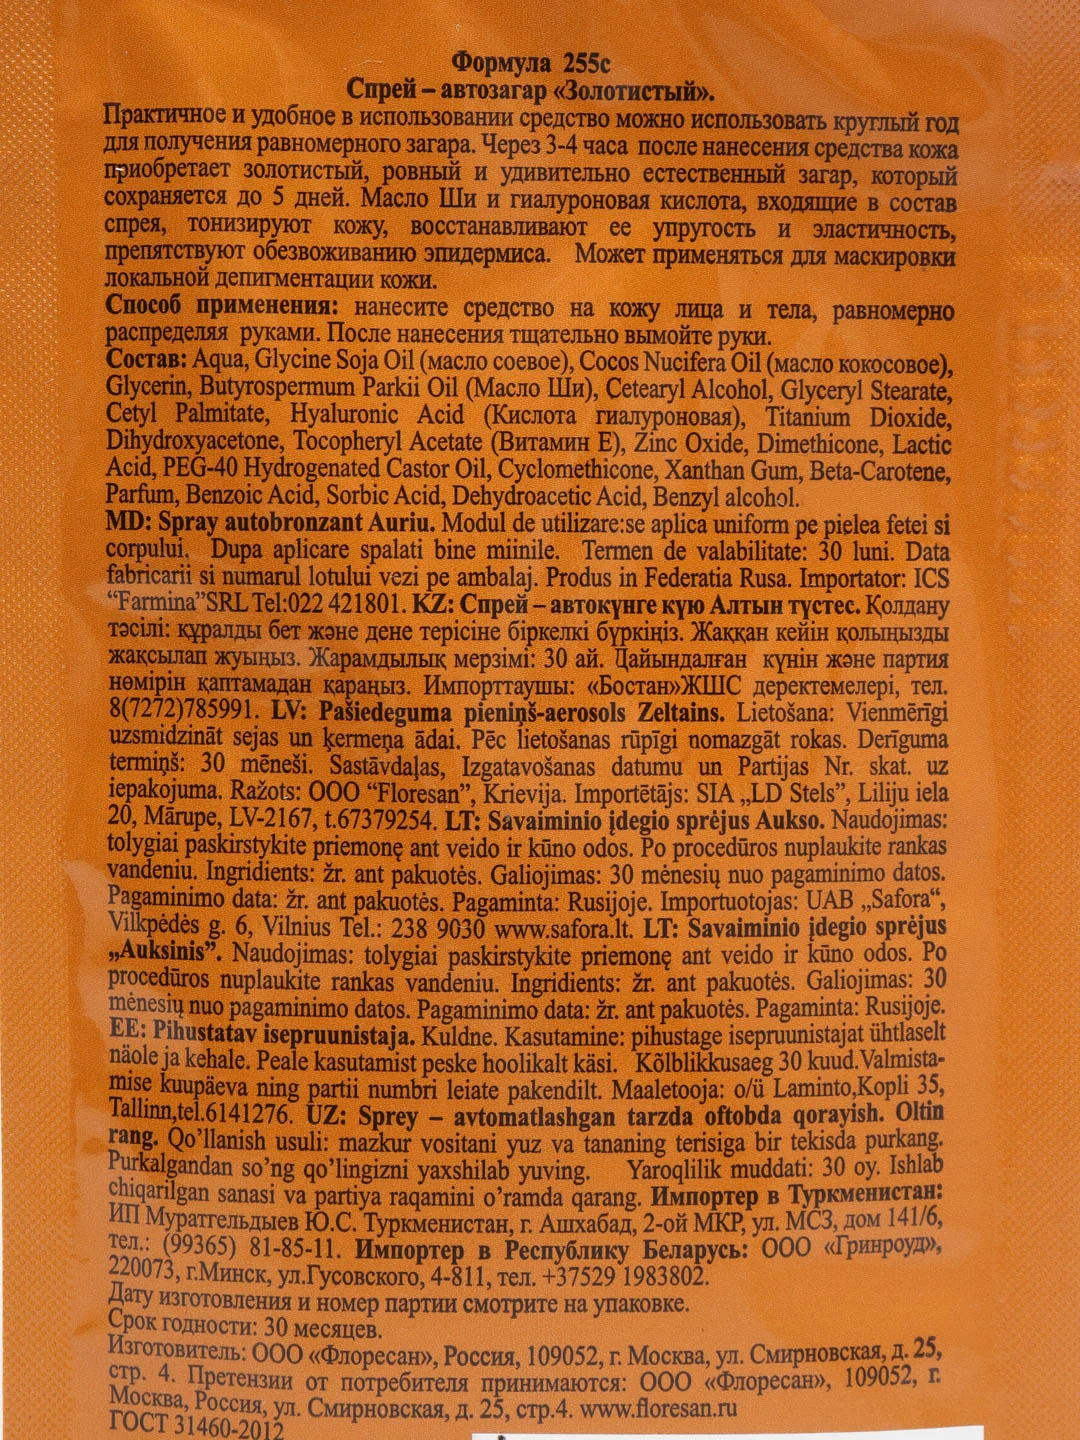 Формула 255с
Спрей – автозагар «Золотистый».
Практичное и удобное в использовании средство можно использовать круглый год
для получения равномерного загара. Через 3-4 часа после нанесения средства кожа
приобретает золотистый, ровный и удивительно естественный загар, который
сохраняется до 5 дней. Масло Ши и гиалуроновая кислота, входящие в состав
спрея, тонизируют кожу, восстанавливают ее упругость и эластичность,
препятствуют обезвоживанию эпидермиса. Может применяться для маскировки
локальной депигментации кожи.
Способ применения: нанесите средство на кожу лица и тела, равномерно
распределяя руками. После нанесения тщательно вымойте руки.
Состав: Aqua, Glycine Soja Oil (масло соевое), Cocos Nucifera Oil (масло кокосовое),
Glycerin, Butyrospermum Parkii Oil (Масло Ши), Cetearyl Alcohol, Glyceryl Stearate,
Cetyl Palmitate, Hyaluronic Acid (Кислота гиалуроновая), Titanium Dioxide,
Dihydroxyacetone, Tocopheryl Acetate (Витамин Е), Zinc Oxide, Dimethicone, Lactic
Acid, PEG-40 Hydrogenated Castor Oil, Cyclomethicone, Xanthan Gum, Beta-Carotene,
Parfum, Benzoic Acid, Sorbic Acid, Dehydroacetic Acid, Benzyl alcohol.
MD: Spray autobronzant Auriu. Modul de utilizare:se aplica uniform pe pielea fetei si
corpului. Dupa aplicare spalati bine miinile. Termen de valabilitate: 30 luni. Data
fabricarii si numarul lotului vezi pe ambalaj. Produs in Federatia Rusa. Importator: ICS
“Farmina”SRL Tel:022 421801. KZ: Спрей – автокүнге күю Алтын түстес. Қолдану
тәсілі: құралды бет және дене терісіне біркелкі бүркіңіз. Жаққан кейін қолыңызды
жақсылап жуыңыз. Жарамдылық мерзімі: 30 ай. Дайындалған күнін және партия
нөмірін қаптамадан қараңыз. Импорттаушы: «Бостан»ЖШС деректемелері, тел.
8(7272)785991. LV: Pašiedeguma pieniņš-aerosols Zeltains. Lietošana: Vienmērīgi
uzsmidzināt sejas un ķermeņa ādai. Pēc lietošanas rūpīgi nomazgāt rokas. Derīguma
termiņš: 30 mēneši. Sastāvdaļas, Izgatavošanas datumu un Partijas Nr. skat. uz
iepakojuma. Ražots: OOO “Floresan”, Krievija. Importētājs: SIA „LD Stels”, Liliju iela
20, Mārupe, LV-2167, t.67379254. LT: Savaiminio įdegio sprėjus Aukso. Naudojimas:
tolygiai paskirstykite priemonę ant veido ir kūno odos. Po procedūros nuplaukite rankas
vandeniu. Ingridients: žr. ant pakuotės. Galiojimas: 30 mėnesių nuo pagaminimo datos.
Pagaminimo data: žr. ant pakuotės. Pagaminta: Rusijoje. Importuotojas: UAB „Safora“,
Vilkpėdės g. 6, Vilnius Tel.: 238 9030 www.safora.lt. LT: Savaiminio įdegio sprėjus
„Auksinis”. Naudojimas: tolygiai paskirstykite priemonę ant veido ir kūno odos. Po
procedūros nuplaukite rankas vandeniu. Ingridients: žr. ant pakuotės. Galiojimas: 30
mėnesių nuo pagaminimo datos. Pagaminimo data: žr. ant pakuotės. Pagaminta: Rusijoje.
EE: Pihustatav isepruunistaja. Kuldne. Kasutamine: pihustage isepruunistajat ühtlaselt
näole ja kehale. Peale kasutamist peske hoolikalt käsi. Kõlblikkusaeg 30 kuud.Valmista-
mise kuupäeva ning partii numbri leiate pakendilt. Maaletooja: o/ü Laminto,Kopli 35,
Tallinn,tel.6141276. UZ: Sprey – avtomatlashgan tarzda oftobda qorayish. Oltin
rang. Qo’llanish usuli: mazkur vositani yuz va tananing terisiga bir tekisda purkang.
Purkalgandan so’ng qo’lingizni yaxshilab yuving. Yaroqlilik muddati: 30 oy. Ishlab
chiqarilgan sanasi va partiya raqamini o’ramda qarang. Импортер в Туркменистан:
ИП Муратгельдыев Ю.С. Туркменистан, г. Ашхабад, 2-ой МКР, ул. МСЗ, дом 141/6,
тел.: (99365) 81-85-11. Импортер в Республику Беларусь: ООО «Гринроуд»,
220073, г.Минск, ул.Гусовского, 4-811, тел. +37529 1983802.
Дату изготовления и номер партии смотрите на упаковке.
Срок годности: 30 месяцев.
Изготовитель: ООО «Флоресан», Россия, 109052, г. Москва, ул. Смирновская, д. 25,
стр. 4. Претензии от потребителя принимаются: ООО «Флоресан», 109052, г.
Москва, Россия, ул. Смирновская, д. 25, стр.4. www.floresan.ru
ГОСТ 31460-2012